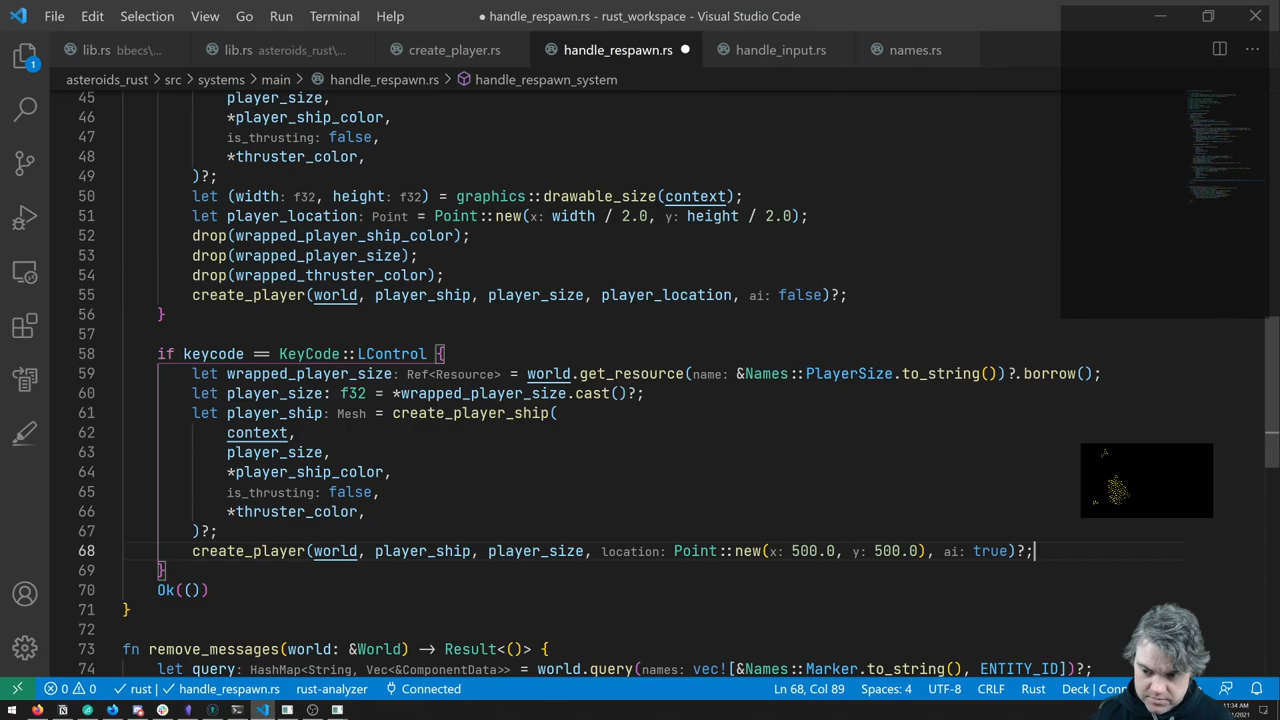 File Edit Selection View Go Run Terminal Help ● handle_respawn.rs - rust_workspace - Visual Studio Code
lib.rs bbecs\... lib.rs asteroids_rust\... create_player.rs handle_respawn.rs handle_input.rs names.rs
asteroids_rust > src > systems > main > handle_respawn.rs > handle_respawn_system
45 player_size,
46 *player_ship_color,
47 is_thrusting: false,
48 *thruster_color,
49 )?;
50 let (width: f32, height: f32) = graphics::drawable_size(context);
51 let player_location: Point = Point::new(x: width / 2.0, y: height / 2.0);
52 drop(wrapped_player_ship_color);
53 drop(wrapped_player_size);
54 drop(wrapped_thruster_color);
55 create_player(world, player_ship, player_size, player_location, ai: false)?;
56 }
57
58 if keycode == KeyCode::LControl {
59 let wrapped_player_size: Ref<Resource> = world.get_resource(name: &Names::PlayerSize.to_string())?.borrow();
60 let player_size: f32 = *wrapped_player_size.cast()?;
61 let player_ship: Mesh = create_player_ship(
62 context,
63 player_size,
64 *player_ship_color,
65 is_thrusting: false,
66 *thruster_color,
67 )?;
68 create_player(world, player_ship, player_size, location: Point::new(x: 500.0, y: 500.0), ai: true)?;
69 }
70 Ok(())
71 }
72
73 fn remove_messages(world: &World) -> Result<()> {
74 let query: HashMap<String, Vec<&ComponentData>> = world.query(names: vec![&Names::Marker.to_string(), ENTITY_ID])?;
1
0 0 rust | handle_respawn.rs rust-analyzer Connected Ln 68, Col 89 Spaces: 4 UTF-8 CRLF Rust Deck | Conn
11:34 AM